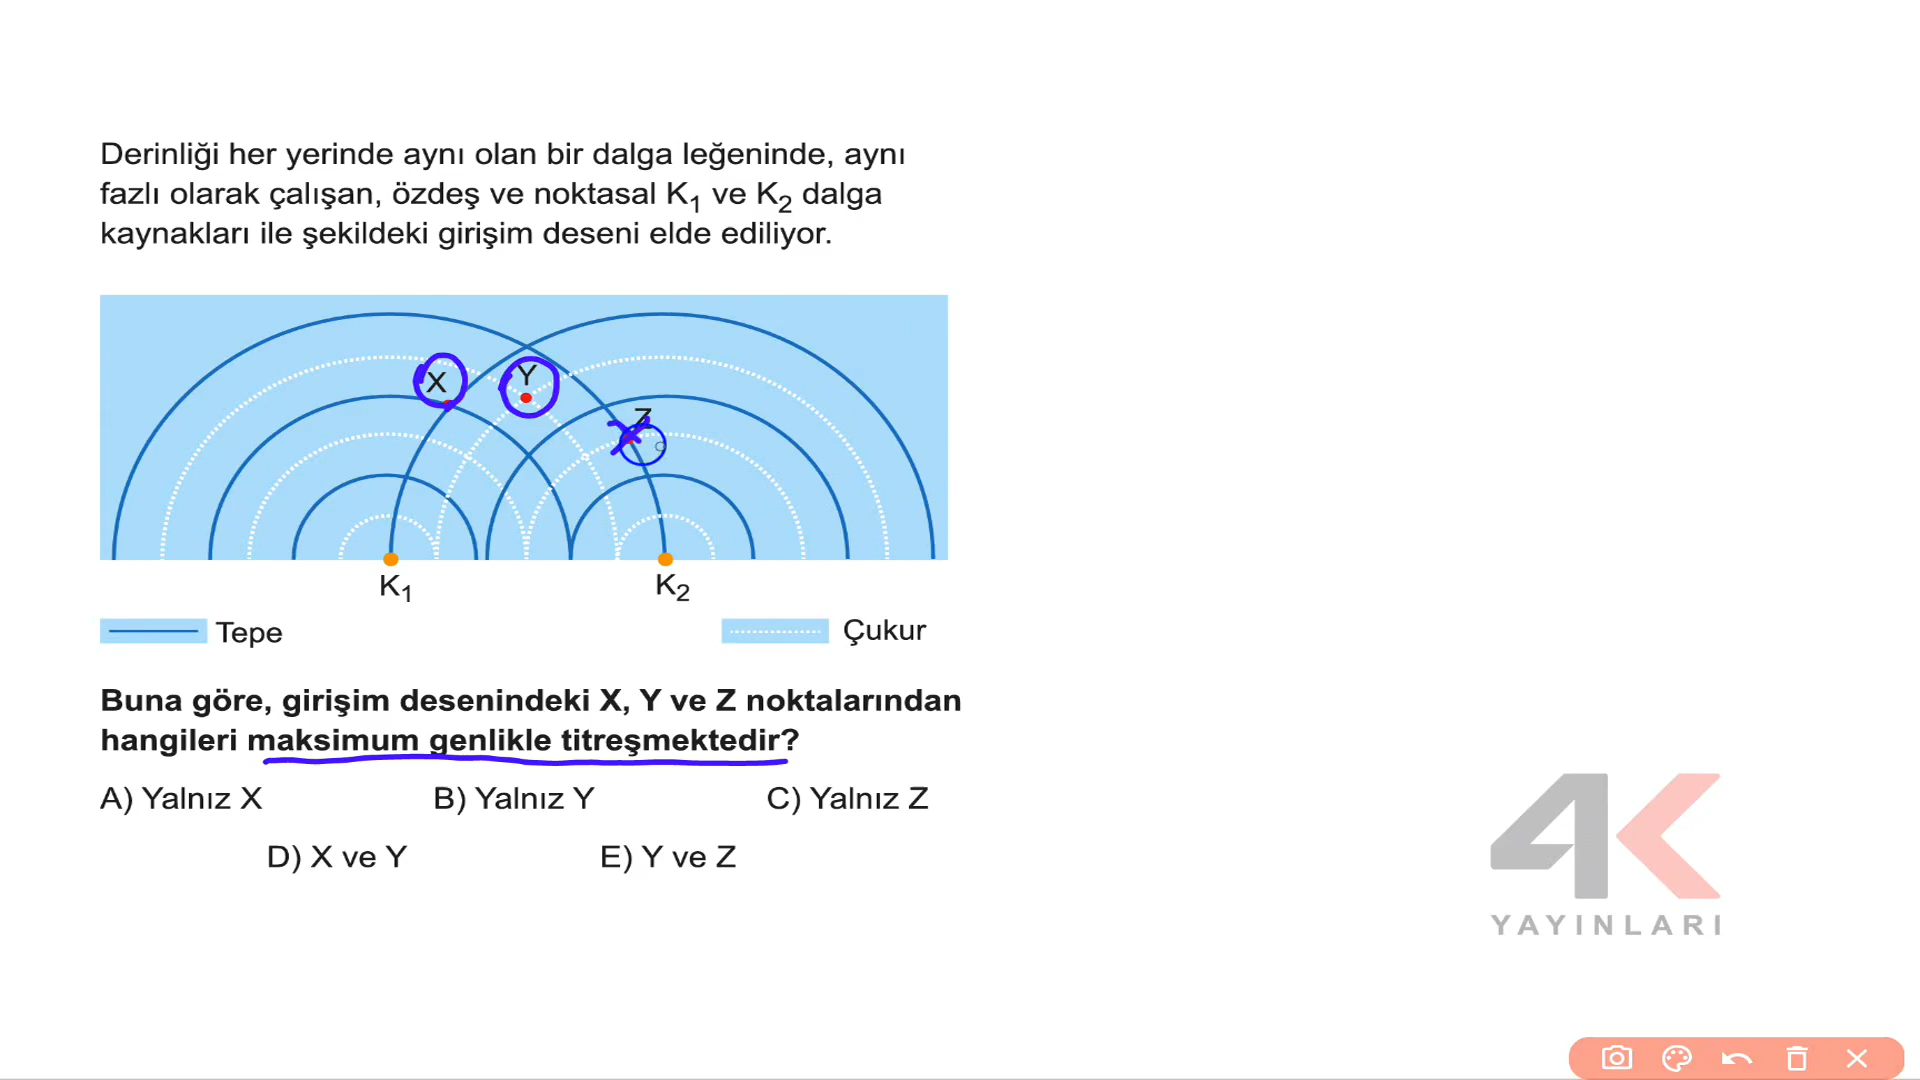 Derinliği her yerinde aynı olan bir dalga leğeninde, aynı
fazlı olarak çalışan, özdeş ve noktasal K₁ ve K₂ dalga
kaynakları ile şekildeki girişim deseni elde ediliyor.
X
Y
Z
K₁
K₂
Tepe
Çukur
Buna göre, girişim desenindeki X, Y ve Z noktalarından
hangileri maksimum genlikle titreşmektedir?
A) Yalnız X B) Yalnız Y C) Yalnız Z
D) X ve Y E) Y ve Z
4K
YAYINLARI